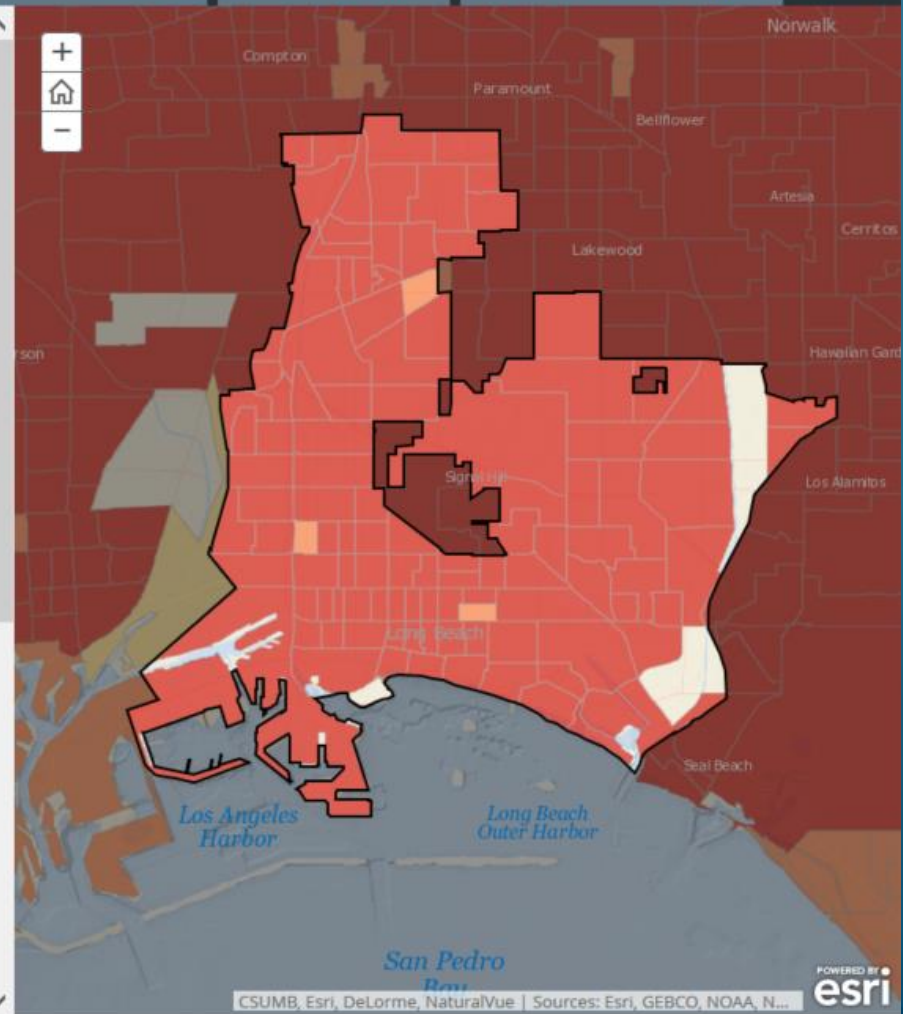 Norwalk
+
Compton
Paramount
−
Bellflower
Artesia
Cerritos
Lakewood
rson
Hawaiian Gard
Signal Hill
Los Alamitos
Long Beach
Seal Beach
Los Angeles
Harbor
Long Beach
Outer Harbor
San Pedro
Bay
POWERED BY
esri
CSUMB, Esri, DeLorme, NaturalVue | Sources: Esri, GEBCO, NOAA, N...